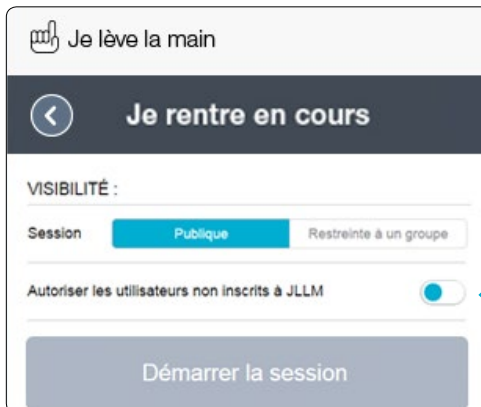 Je lève la main
Je rentre en cours
VISIBILITÉ :
Session Publique Restreinte à un groupe
Autoriser les utilisateurs non inscrits à JLLM
Démarrer la session